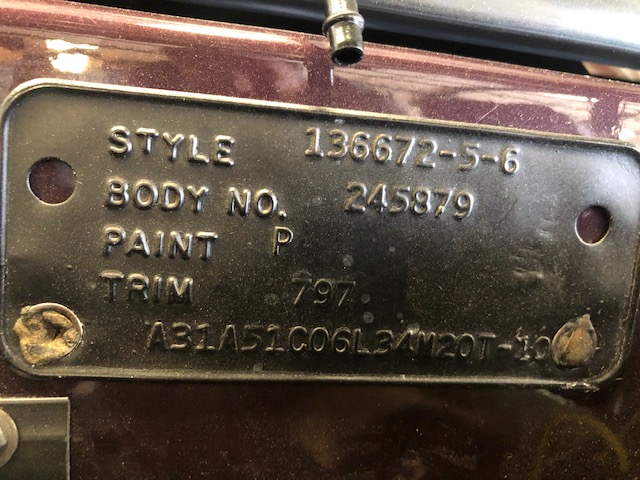 STYLE 136672-5-6
BODY NO. 245879
PAINT P
TRIM 797
A31A51C06L34M20T-10